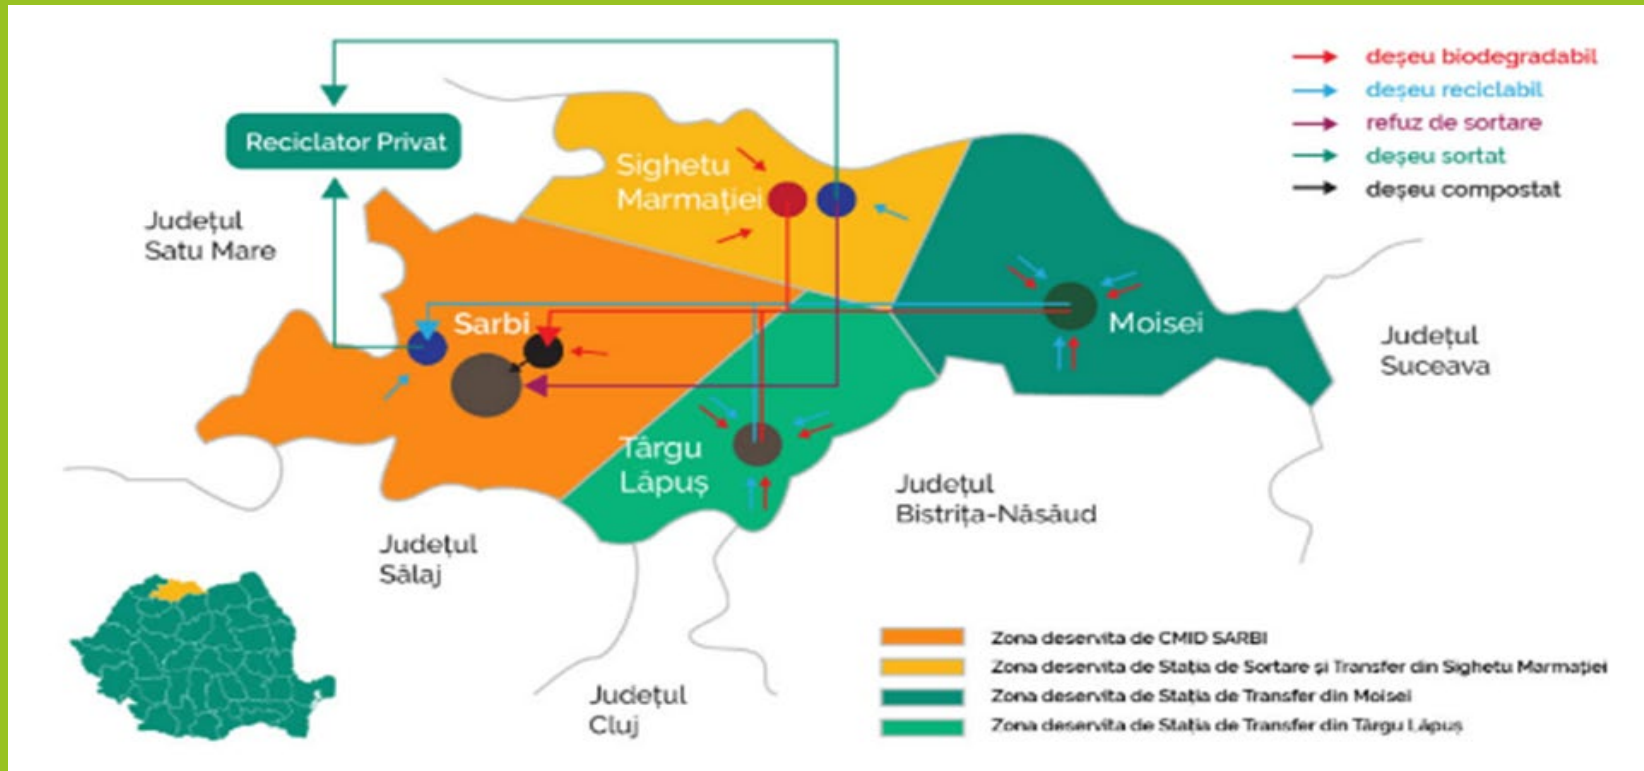 deșeu biodegradabil
deșeu reciclabil
refuz de sortare
deșeu sortat
deșeu compostat
Reciclator Privat
Sighetu
Marmației
Județul
Satu Mare
Sarbi
Moisei
Județul
Suceava
Târgu
Lăpuș
Județul
Bistrița-Năsăud
Județul
Sălaj
Județul
Cluj
Zona deservita de CMID SARBI
Zona deservita de Stația de Sortare și Transfer din Sighetu Marmației
Zona deservita de Stația de Transfer din Moisei
Zona deservita de Stația de Transfer din Târgu Lăpuș